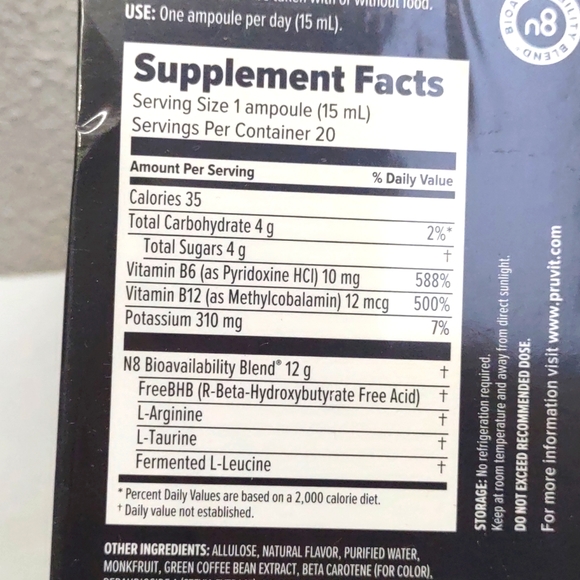 or without food.
USE: One ampoule per day (15 mL).
n8
Supplement Facts
Serving Size 1 ampoule (15 mL)
Servings Per Container 20
Amount Per Serving % Daily Value
Calories 35
Total Carbohydrate 4 g 2%*
Total Sugars 4 g †
Vitamin B6 (as Pyridoxine HCl) 10 mg 588%
Vitamin B12 (as Methylcobalamin) 12 mcg 500%
Potassium 310 mg 7%
N8 Bioavailability Blend® 12 g †
FreeBHB (R-Beta-Hydroxybutyrate Free Acid) †
L-Arginine †
L-Taurine †
Fermented L-Leucine †
* Percent Daily Values are based on a 2,000 calorie diet.
† Daily value not established.
OTHER INGREDIENTS: ALLULOSE, NATURAL FLAVOR, PURIFIED WATER,
MONKFRUIT, GREEN COFFEE BEAN EXTRACT, BETA CAROTENE (FOR COLOR),
STORAGE: No refrigeration required.
Keep at room temperature and away from direct sunlight.
DO NOT EXCEED RECOMMENDED DOSE.
For more information visit www.pruvit.com
BLEND